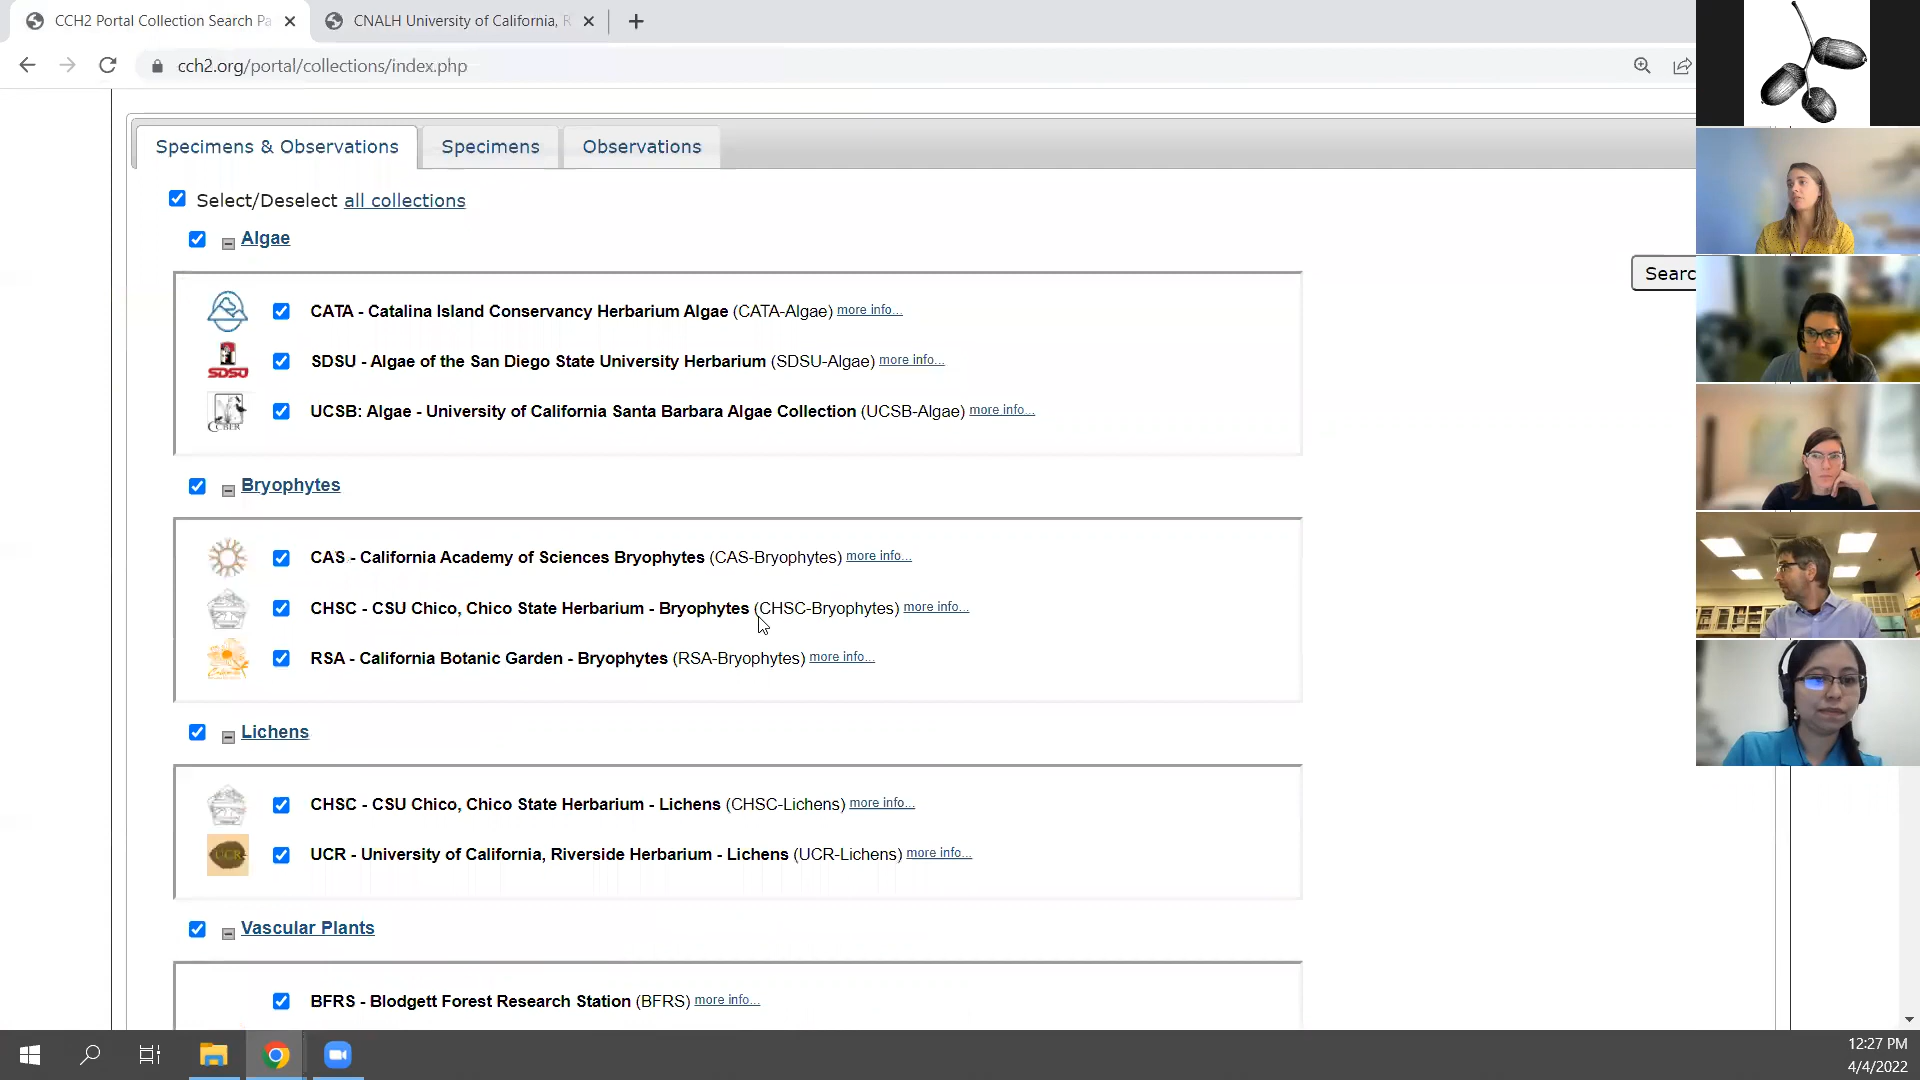 CCH2 Portal Collection Search Pa
CNALH University of California, R
cch2.org/portal/collections/index.php
Specimens & Observations
Specimens
Observations
Select/Deselect all collections
Algae
Searc
CATA - Catalina Island Conservancy Herbarium Algae (CATA-Algae) more info...
SDSU
SDSU - Algae of the San Diego State University Herbarium (SDSU-Algae) more info...
CCBER
UCSB: Algae - University of California Santa Barbara Algae Collection (UCSB-Algae) more info...
Bryophytes
CAS - California Academy of Sciences Bryophytes (CAS-Bryophytes) more info...
CHSC - CSU Chico, Chico State Herbarium - Bryophytes (CHSC-Bryophytes) more info...
RSA - California Botanic Garden - Bryophytes (RSA-Bryophytes) more info...
Lichens
CHSC - CSU Chico, Chico State Herbarium - Lichens (CHSC-Lichens) more info...
UCR
UCR - University of California, Riverside Herbarium - Lichens (UCR-Lichens) more info...
Vascular Plants
BFRS - Blodgett Forest Research Station (BFRS) more info...
12:27 PM
4/4/2022